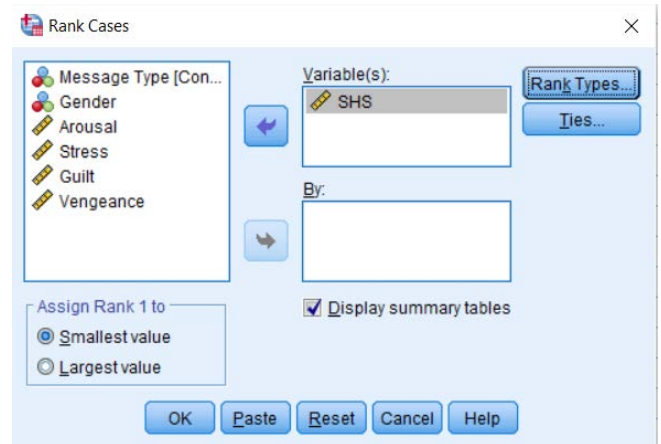 Rank Cases
Message Type [Con...
Gender
Arousal
Stress
Guilt
Vengeance
Variable(s):
SHS
By:
Rank Types...
Ties...
Assign Rank 1 to
Smallest value
Largest value
Display summary tables
OK
Paste
Reset
Cancel
Help